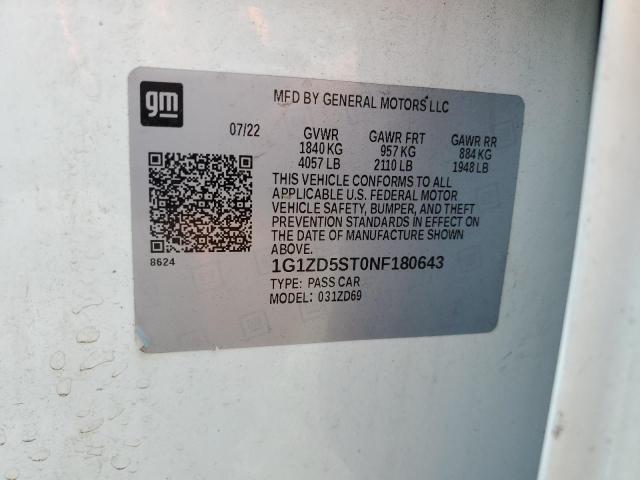 gm
MFD BY GENERAL MOTORS LLC
07/22 GVWR GAWR FRT GAWR RR
1840 KG 957 KG 884 KG
4057 LB 2110 LB 1948 LB
THIS VEHICLE CONFORMS TO ALL
APPLICABLE U.S. FEDERAL MOTOR
VEHICLE SAFETY, BUMPER, AND THEFT
PREVENTION STANDARDS IN EFFECT ON
THE DATE OF MANUFACTURE SHOWN
ABOVE.
8624
1G1ZD5ST0NF180643
TYPE: PASS CAR
MODEL: 031ZD69